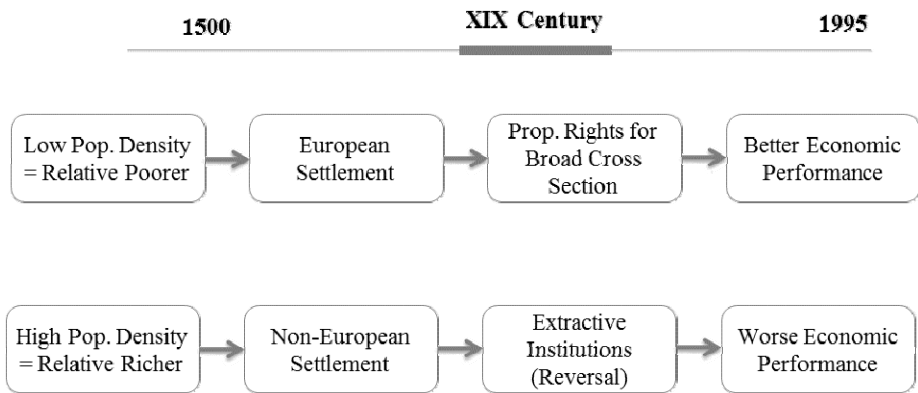 1500 XIX Century 1995
Low Pop. Density
= Relative Poorer
European
Settlement
Prop. Rights for
Broad Cross
Section
Better Economic
Performance
High Pop. Density
= Relative Richer
Non-European
Settlement
Extractive
Institutions
(Reversal)
Worse Economic
Performance